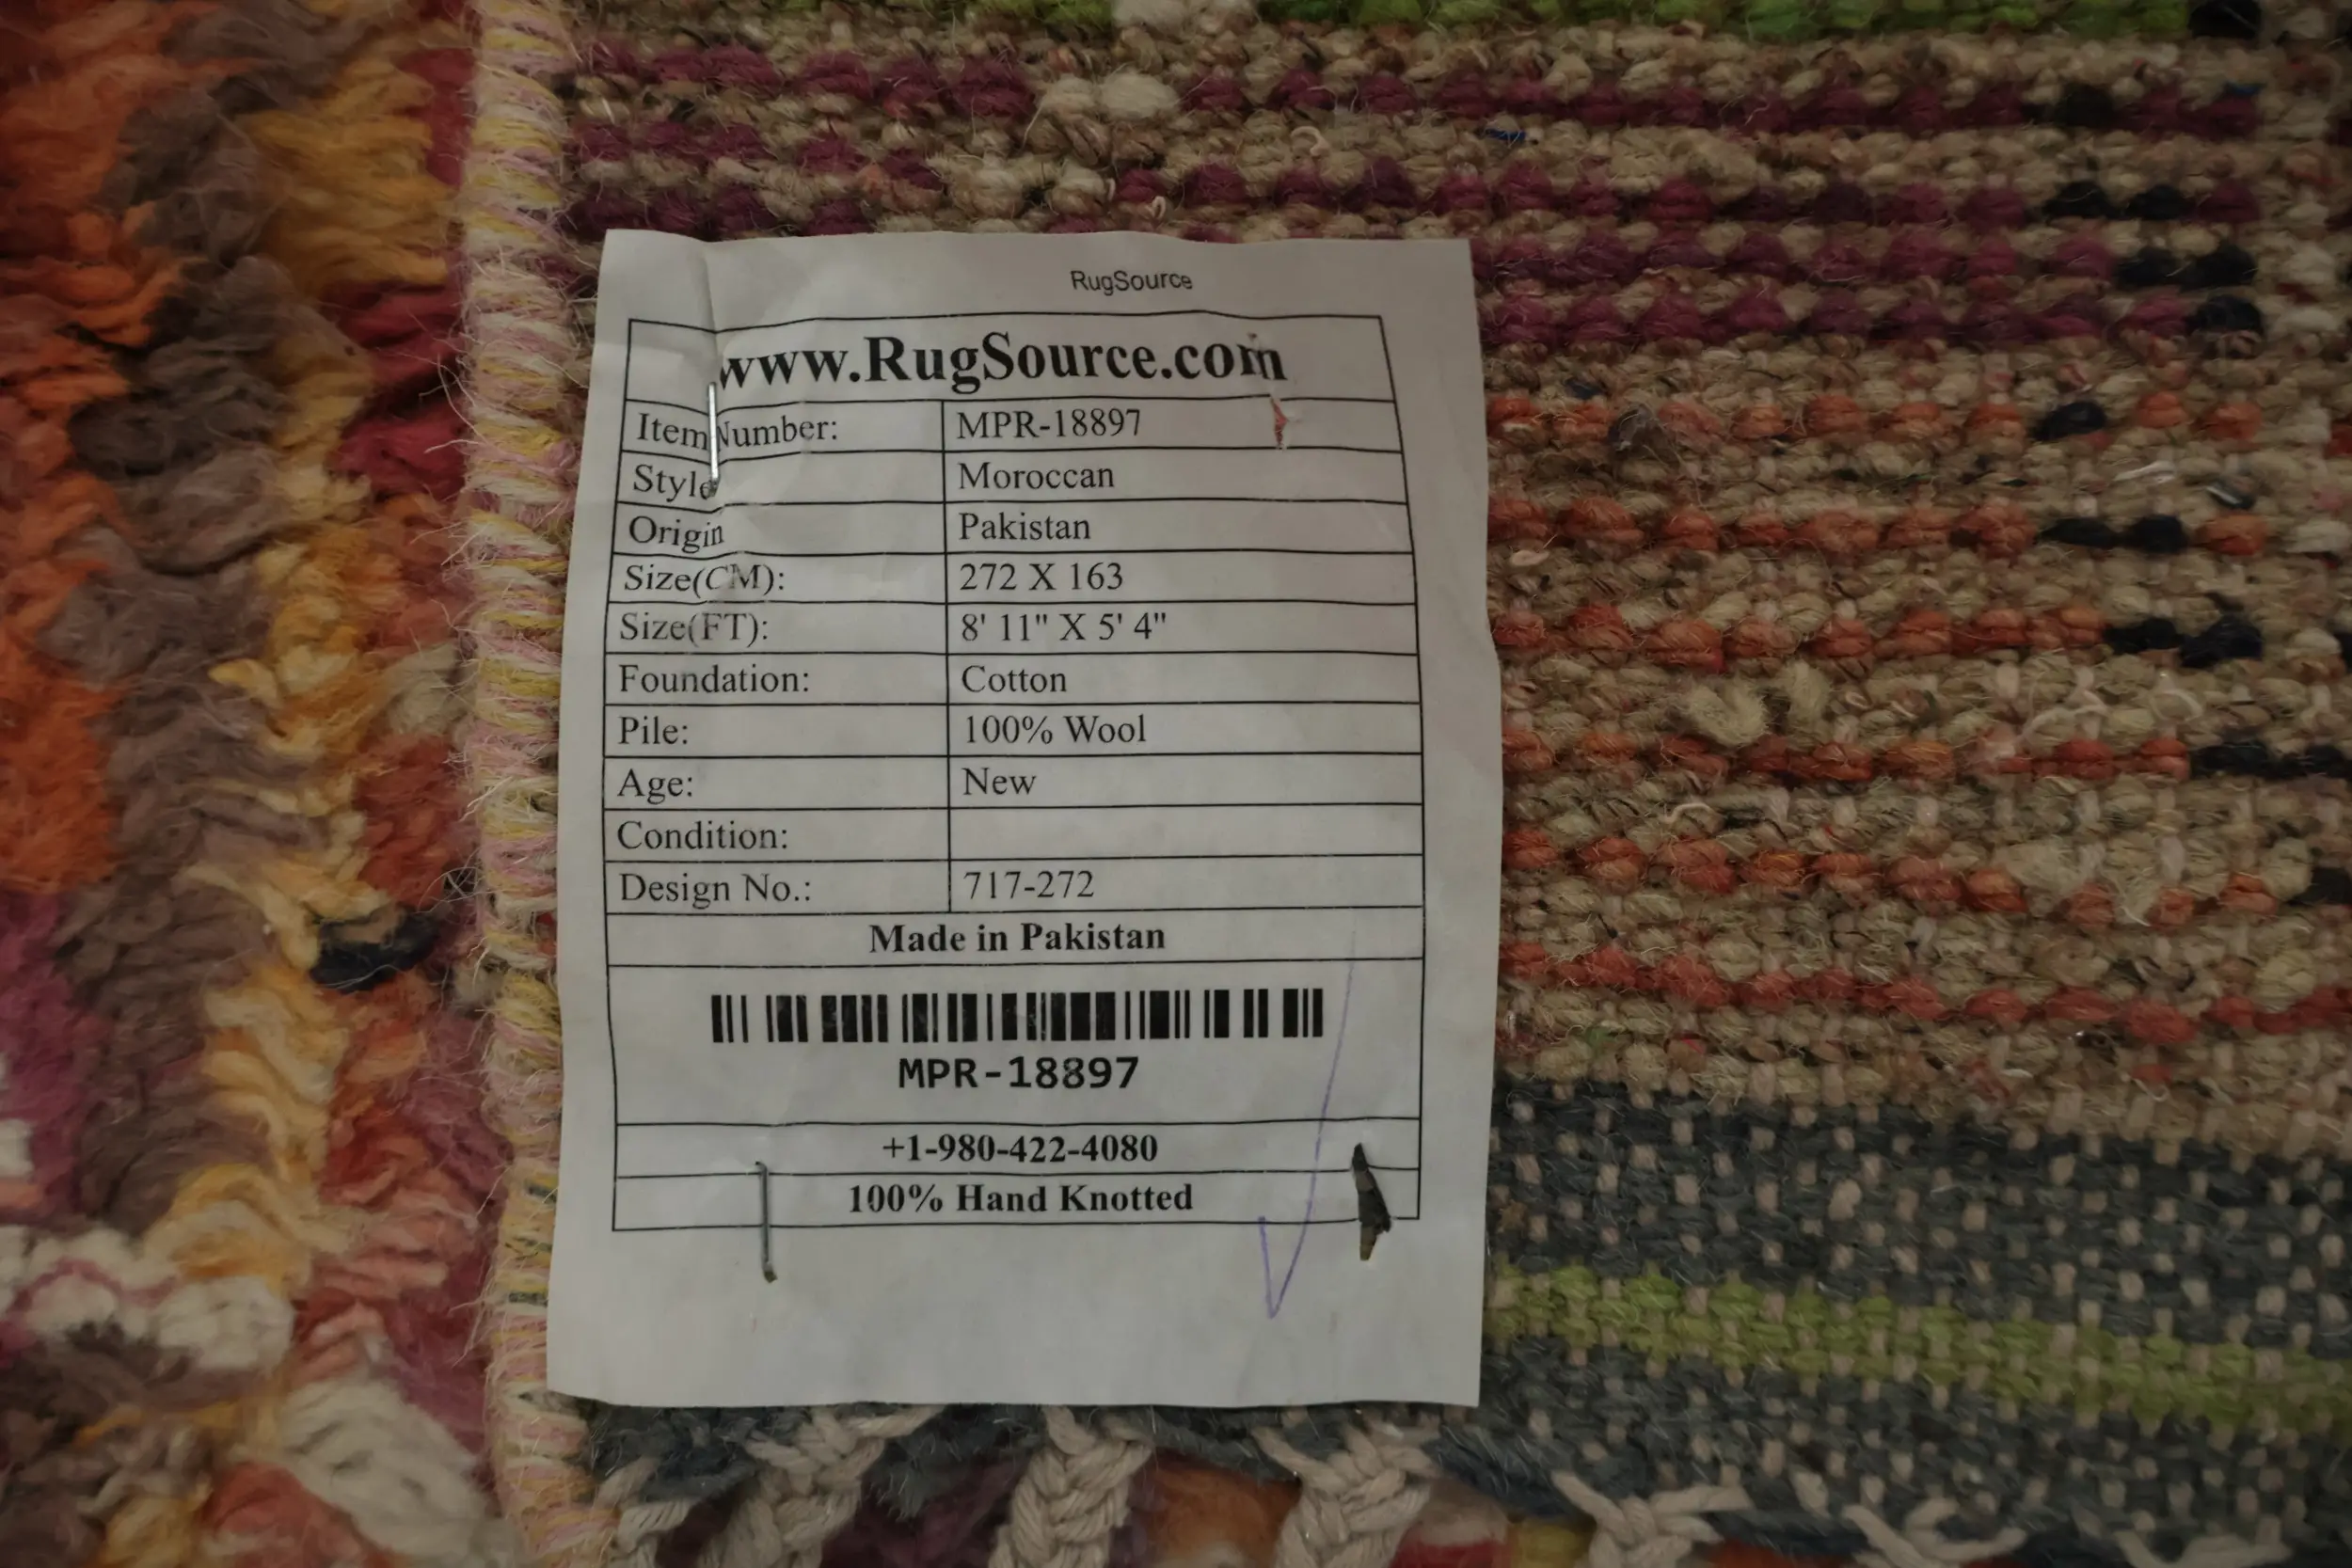 RugSource
www.RugSource.com
Item Number: MPR-18897
Style Moroccan
Origin Pakistan
Size(CM): 272 X 163
Size(FT): 8' 11" X 5' 4"
Foundation: Cotton
Pile: 100% Wool
Age: New
Condition:
Design No.: 717-272
Made in Pakistan
MPR-18897
+1-980-422-4080
100% Hand Knotted